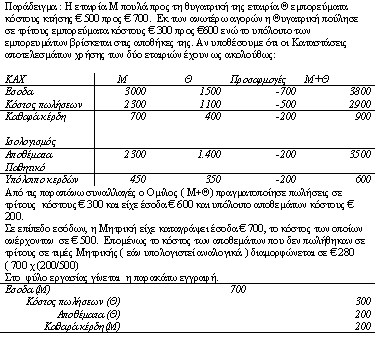 Παράδειγμα: Η εταιρία Μ πουλά προς τη θυγατρική της εταιρία Θ εμπορεύματα
κόστους κτήσης € 500 προς € 700. Εκ των ανωτέρω αγορών η Θυγατρική πούλησε
σε τρίτους εμπορεύματα κόστους € 300 προς €600 ενώ το υπόλοιπο των
εμπορευμάτων βρίσκεται στις αποθήκες της. Αν υποθέσουμε ότι οι Καταστάσεις
αποτελεσμάτων χρήσης των δύο εταιριών έχουν ως ακολούθως:
ΚΑΧ Μ Θ Προσαρμογές Μ+Θ
Έσοδα 3000 1500 -700 3800
Κόστος πωλήσεων 2300 1100 -500 2900
Καθαρά κέρδη 700 400 -200 900
Ισολογισμός
Αποθέματα 2300 1.400 -200 3500
Παθητικό
Υπόλοιπο κερδών 450 350 -200 600
Από τις παραπάνω συναλλαγές ο Όμιλος ( Μ+Θ) πραγματοποίησε πωλήσεις σε
τρίτους κόστους € 300 και είχε έσοδα € 600 και υπόλοιπο αποθεμάτων κόστους €
200.
Σε επίπεδο εσόδων, η Μητρική είχε καταγράψει έσοδα € 700, το κόστος των οποίων
ανέρχονταν σε € 500. Επομένως το κόστος των αποθεμάτων που δεν πωλήθηκαν σε
τρίτους σε τιμές Μητρικής ( εάν υπολογιστεί αναλογικά ) διαμορφώνεται σε € 280
( 700 χ (200/500)
Στο φύλο εργασίας γίνεται η παρακάτω εγγραφή.
Έσοδα (Μ) 700
Κόστος πωλήσεων (Θ) 300
Αποθέματα (Θ) 200
Καθαρά κέρδη (Μ) 200